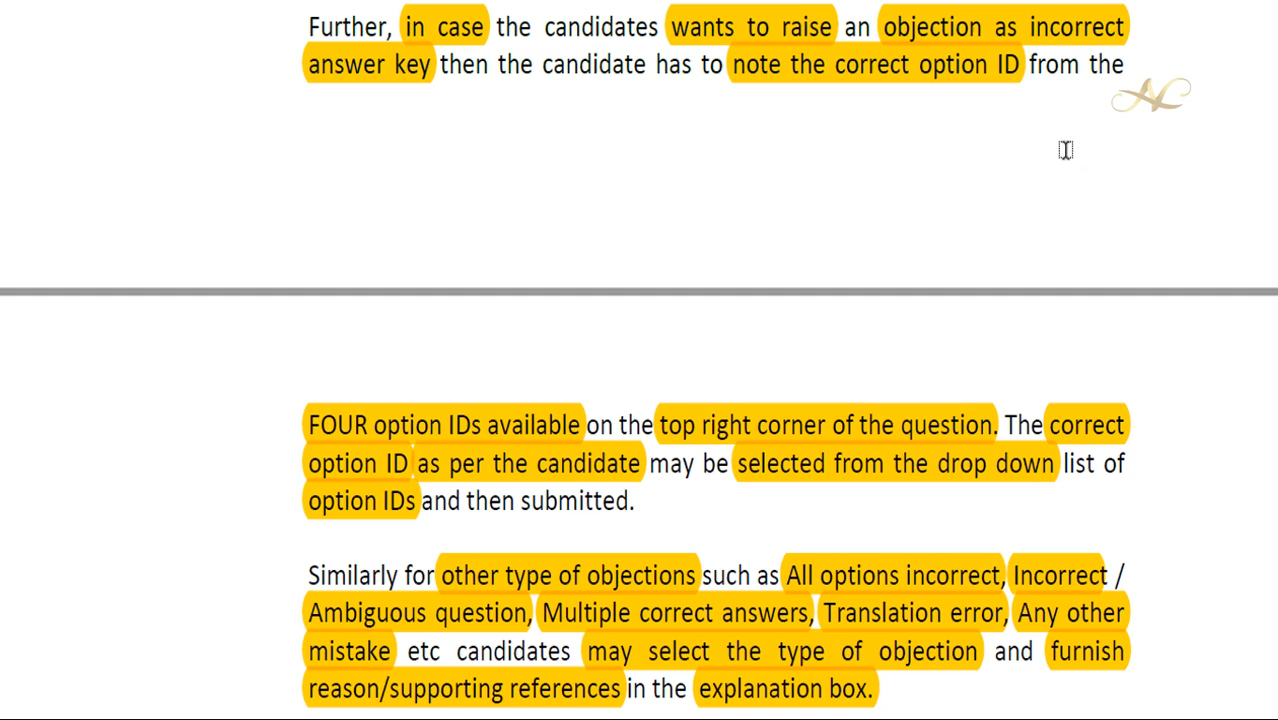 Further, in case the candidates wants to raise an objection as incorrect
answer key then the candidate has to note the correct option ID from the
FOUR option IDs available on the top right corner of the question. The correct
option ID as per the candidate may be selected from the drop down list of
option IDs and then submitted.
Similarly for other type of objections such as All options incorrect, Incorrect /
Ambiguous question, Multiple correct answers, Translation error, Any other
mistake etc candidates may select the type of objection and furnish
reason/supporting references in the explanation box.